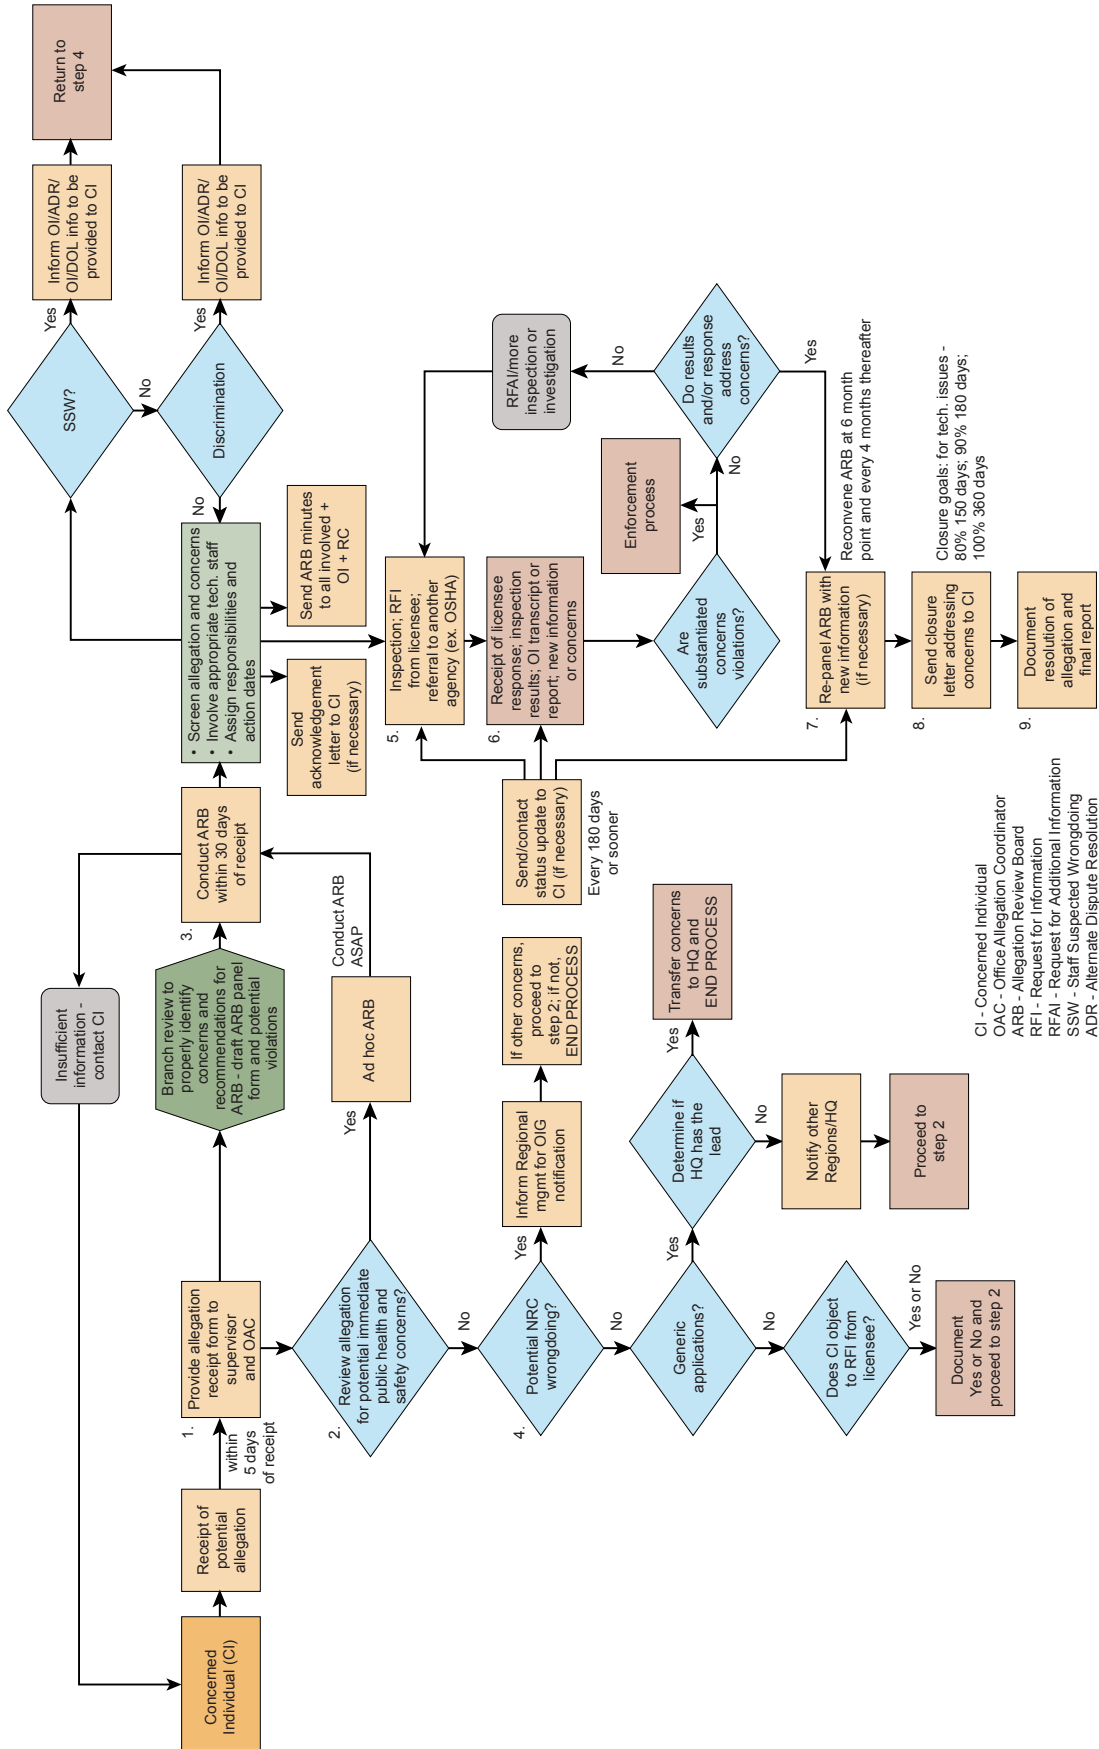 Concerned
Individual (CI)
Receipt of
potential
allegation
within
5 days
of receipt
1.
Provide allegation
receipt form to
supervisor
and OAC
Branch review to
properly identify
concerns and
recommendations for
ARB - draft ARB panel
form and potential
violations
3.
Conduct ARB
within 30 days
of receipt
Insufficient
information -
contact CI
• Screen allegation and concerns
• Involve appropriate tech. staff
• Assign responsibilities and
action dates
SSW?
Yes
Inform OI/ADR/
OI/DOL info to be
provided to CI
Return to
step 4
No
Discrimination
Yes
Inform OI/ADR/
OI/DOL info to be
provided to CI
No
Send
acknowledgement
letter to CI
(if necessary)
Send ARB minutes
to all involved +
OI + RC
2.
Review allegation
for potential immediate
public health and
safety concerns?
Yes
Ad hoc ARB
Conduct ARB
ASAP
No
4.
Potential NRC
wrongdoing?
Yes
Inform Regional
mgmt for OIG
notification
If other concerns,
proceed to
step 2; if not,
END PROCESS
No
Generic
applications?
Yes
Determine if
HQ has the
lead
Yes
Transfer concerns
to HQ and
END PROCESS
No
Notify other
Regions/HQ
Proceed to
step 2
No
Does CI object
to RFI from
licensee?
Yes or No
Document
Yes or No and
proceed to step 2
5.
Inspection; RFI
from licensee;
referral to another
agency (ex. OSHA)
6.
Receipt of licensee
response; inspection
results; OI transcript or
report; new information
or concerns
Send/contact
status update to
CI (if necessary)
Every 180 days
or sooner
Are
substantiated
concerns
violations?
Yes
Enforcement
process
No
Do results
and/or response
address
concerns?
No
RFAI/more
inspection or
investigation
Yes
7.
Re-panel ARB with
new information
(if necessary)
Reconvene ARB at 6 month
point and every 4 months thereafter
8.
Send closure
letter addressing
concerns to CI
Closure goals: for tech. issues -
80% 150 days; 90% 180 days;
100% 360 days
9.
Document
resolution of
allegation and
final report
CI - Concerned Individual
OAC - Office Allegation Coordinator
ARB - Allegation Review Board
RFI - Request for Information
RFAI - Request for Additional Information
SSW - Staff Suspected Wrongdoing
ADR - Alternate Dispute Resolution